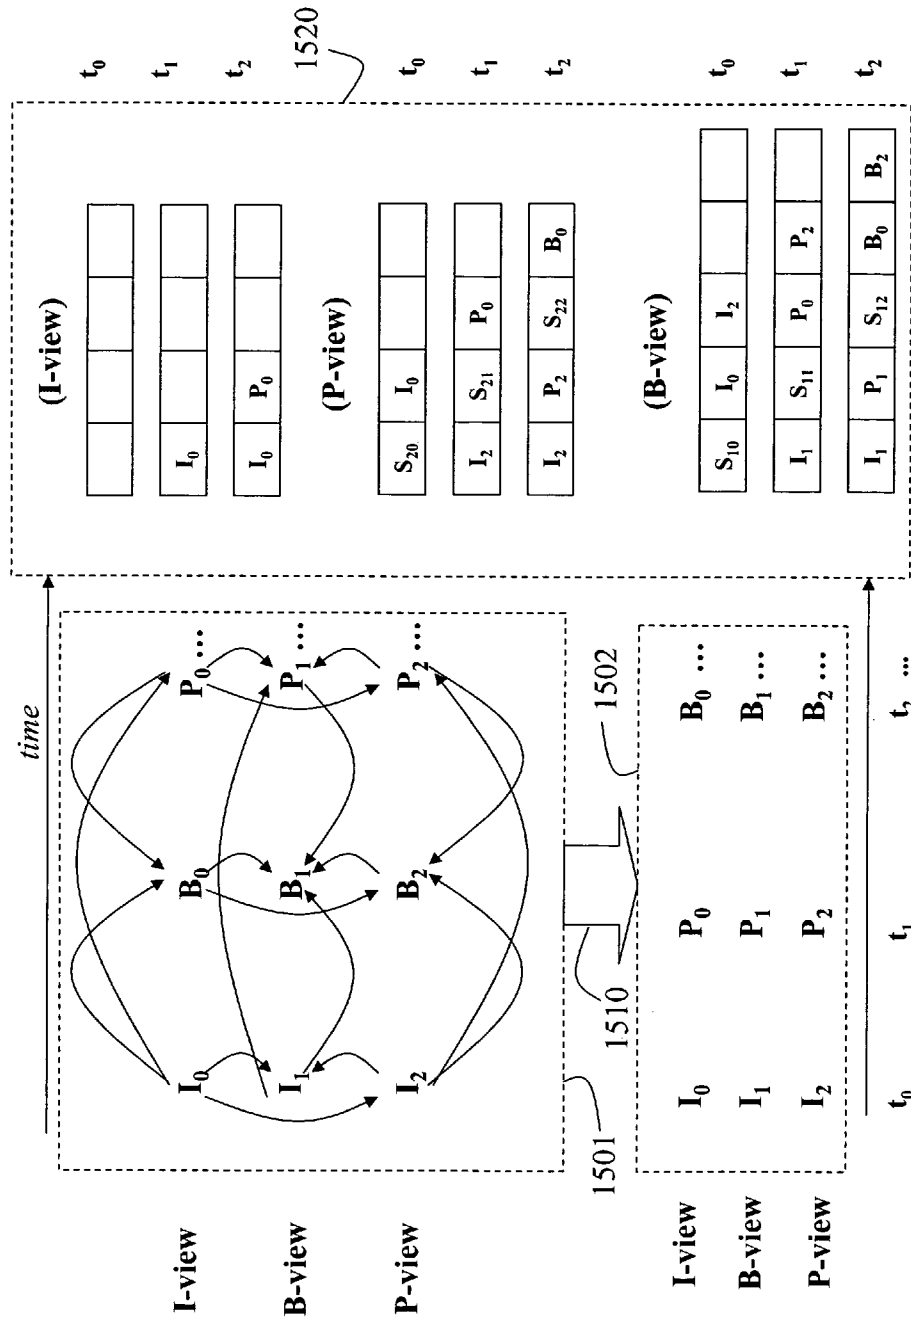 time
I-view I₀ B₀ P₀ ...
B-view I₁ B₁ P₁ ...
P-view I₂ B₂ P₂ ...
1501
1510
1502
I-view I₀ P₀ B₀ ...
B-view I₁ P₁ B₁ ...
P-view I₂ P₂ B₂ ...
t₀ t₁ t₂ ...
(I-view)
t₀
I₀ t₁
I₀ P₀ t₂
1520
(P-view)
S₂₀ I₀ t₀
I₂ S₂₁ P₀ t₁
I₂ P₂ S₂₂ B₀ t₂
(B-view)
S₁₀ I₀ I₂ t₀
I₁ S₁₁ P₀ P₂ t₁
I₁ P₁ S₁₂ B₀ B₂ t₂